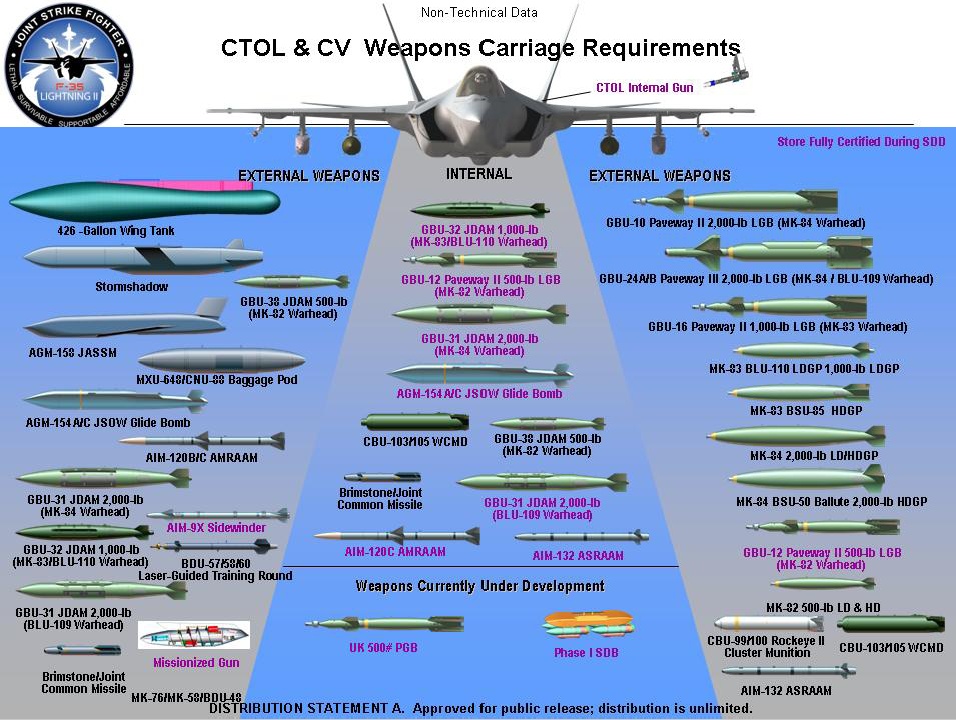 Non-Technical Data
CTOL & CV Weapons Carriage Requirements
JOINT STRIKE FIGHTER
F-35
LIGHTNING II
LETHAL SURVIVABLE SUPPORTABLE AFFORDABLE
CTOL Internal Gun
Store Fully Certified During SDD
EXTERNAL WEAPONS
426 -Gallon Wing Tank
Stormshadow
GBU-38 JDAM 500-lb
(MK-82 Warhead)
AGM-158 JASSM
MXU-648/CNU-88 Baggage Pod
AGM-154A/C JSOW Glide Bomb
AIM-120B/C AMRAAM
GBU-31 JDAM 2,000-lb
(MK-84 Warhead)
AIM-9X Sidewinder
GBU-32 JDAM 1,000-lb
(MK-83/BLU-110 Warhead)
BDU-57/58/60
Laser-Guided Training Round
GBU-31 JDAM 2,000-lb
(BLU-109 Warhead)
Missionized Gun
Brimstone/Joint
Common Missile
MK-76/MK-58/BDU-48
INTERNAL
GBU-32 JDAM 1,000-lb
(MK-83/BLU-110 Warhead)
GBU-12 Paveway II 500-lb LGB
(MK-82 Warhead)
GBU-31 JDAM 2,000-lb
(MK-84 Warhead)
AGM-154A/C JSOW Glide Bomb
CBU-103/105 WCMD
GBU-38 JDAM 500-lb
(MK-82 Warhead)
Brimstone/Joint
Common Missile
GBU-31 JDAM 2,000-lb
(BLU-109 Warhead)
AIM-120C AMRAAM
AIM-132 ASRAAM
Weapons Currently Under Development
UK 500# PGB
Phase I SDB
EXTERNAL WEAPONS
GBU-10 Paveway II 2,000-lb LGB (MK-84 Warhead)
GBU-24A/B Paveway III 2,000-lb LGB (MK-84 / BLU-109 Warhead)
GBU-16 Paveway II 1,000-lb LGB (MK-83 Warhead)
MK-83 BLU-110 LDGP 1,000-lb LDGP
MK-83 BSU-85 HDGP
MK-84 2,000-lb LD/HDGP
MK-84 BSU-50 Ballute 2,000-lb HDGP
GBU-12 Paveway II 500-lb LGB
(MK-82 Warhead)
MK-82 500-lb LD & HD
CBU-99/100 Rockeye II
Cluster Munition
CBU-103/105 WCMD
AIM-132 ASRAAM
DISTRIBUTION STATEMENT A. Approved for public release; distribution is unlimited.